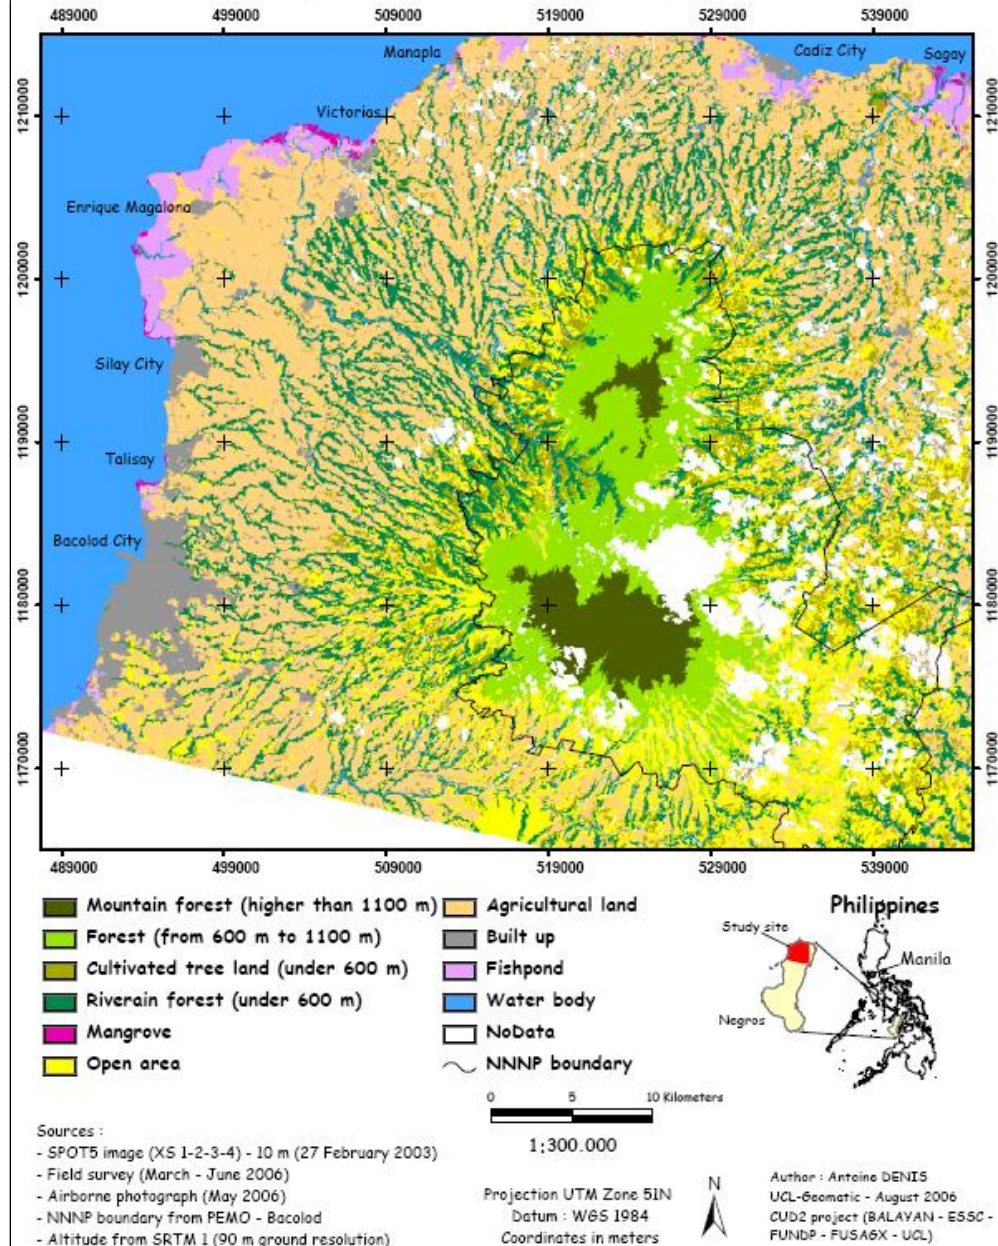 489000 499000 509000 519000 529000 539000
Manapla
Cadiz City
Sagay
1210000
1210000
Victorias
Enrique Magalona
1200000
1200000
Silay City
1190000
1190000
Talisay
Bacolod City
1180000
1180000
1170000
1170000
489000 499000 509000 519000 529000 539000
Mountain forest (higher than 1100 m)
Forest (from 600 m to 1100 m)
Cultivated tree land (under 600 m)
Riverain forest (under 600 m)
Mangrove
Open area
Agricultural land
Built up
Fishpond
Water body
NoData
NNNP boundary
Philippines
Study site
Manila
Negros
0 5 10 Kilometers
1:300.000
Sources :
- SPOT5 image (XS 1-2-3-4) - 10 m (27 February 2003)
- Field survey (March - June 2006)
- Airborne photograph (May 2006)
- NNNP boundary from PEMO - Bacolod
- Altitude from SRTM 1 (90 m ground resolution)
Projection UTM Zone 51N
Datum : WGS 1984
Coordinates in meters
N
Author : Antoine DENIS
UCL-Geomatic - August 2006
CUD2 project (BALAYAN - ESSC -
FUNDP - FUSAGX - UCL)